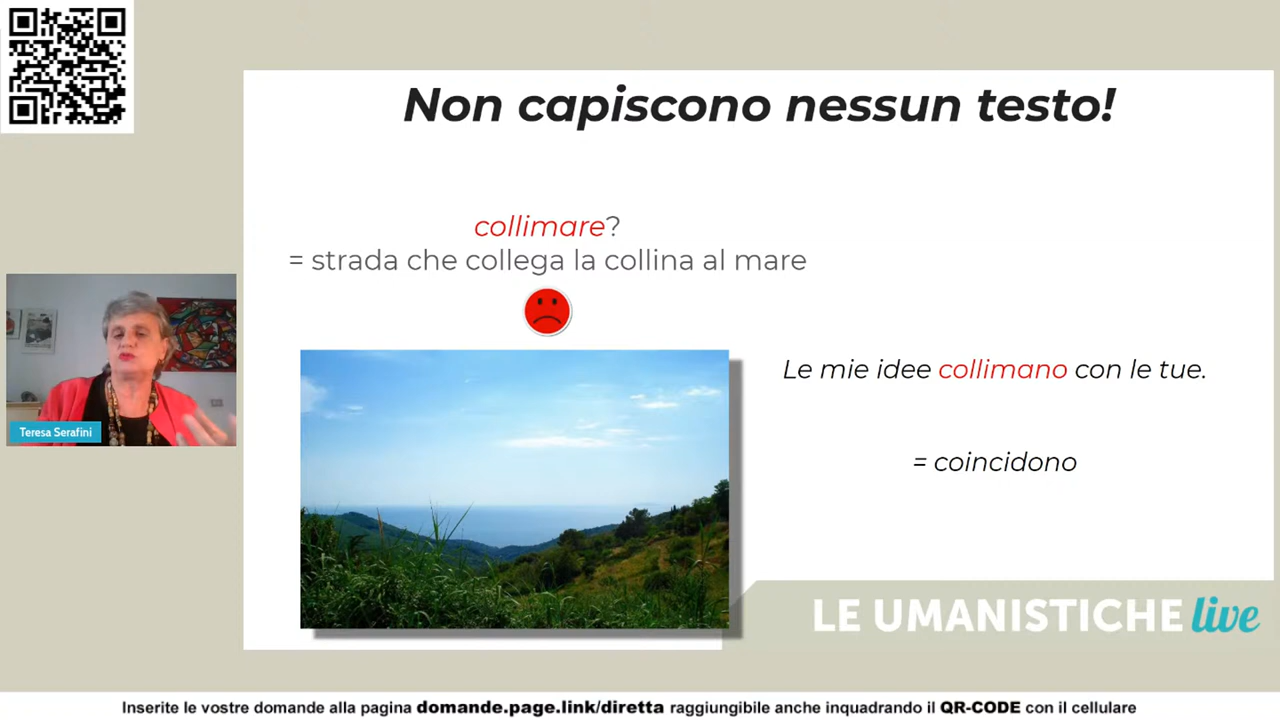 Non capiscono nessun testo!
collimare?
= strada che collega la collina al mare
Le mie idee collimano con le tue.
= coincidono
Teresa Serafini
LE UMANISTICHE live
Inserite le vostre domande alla pagina domande.page.link/diretta raggiungibile anche inquadrando il QR-CODE con il cellulare